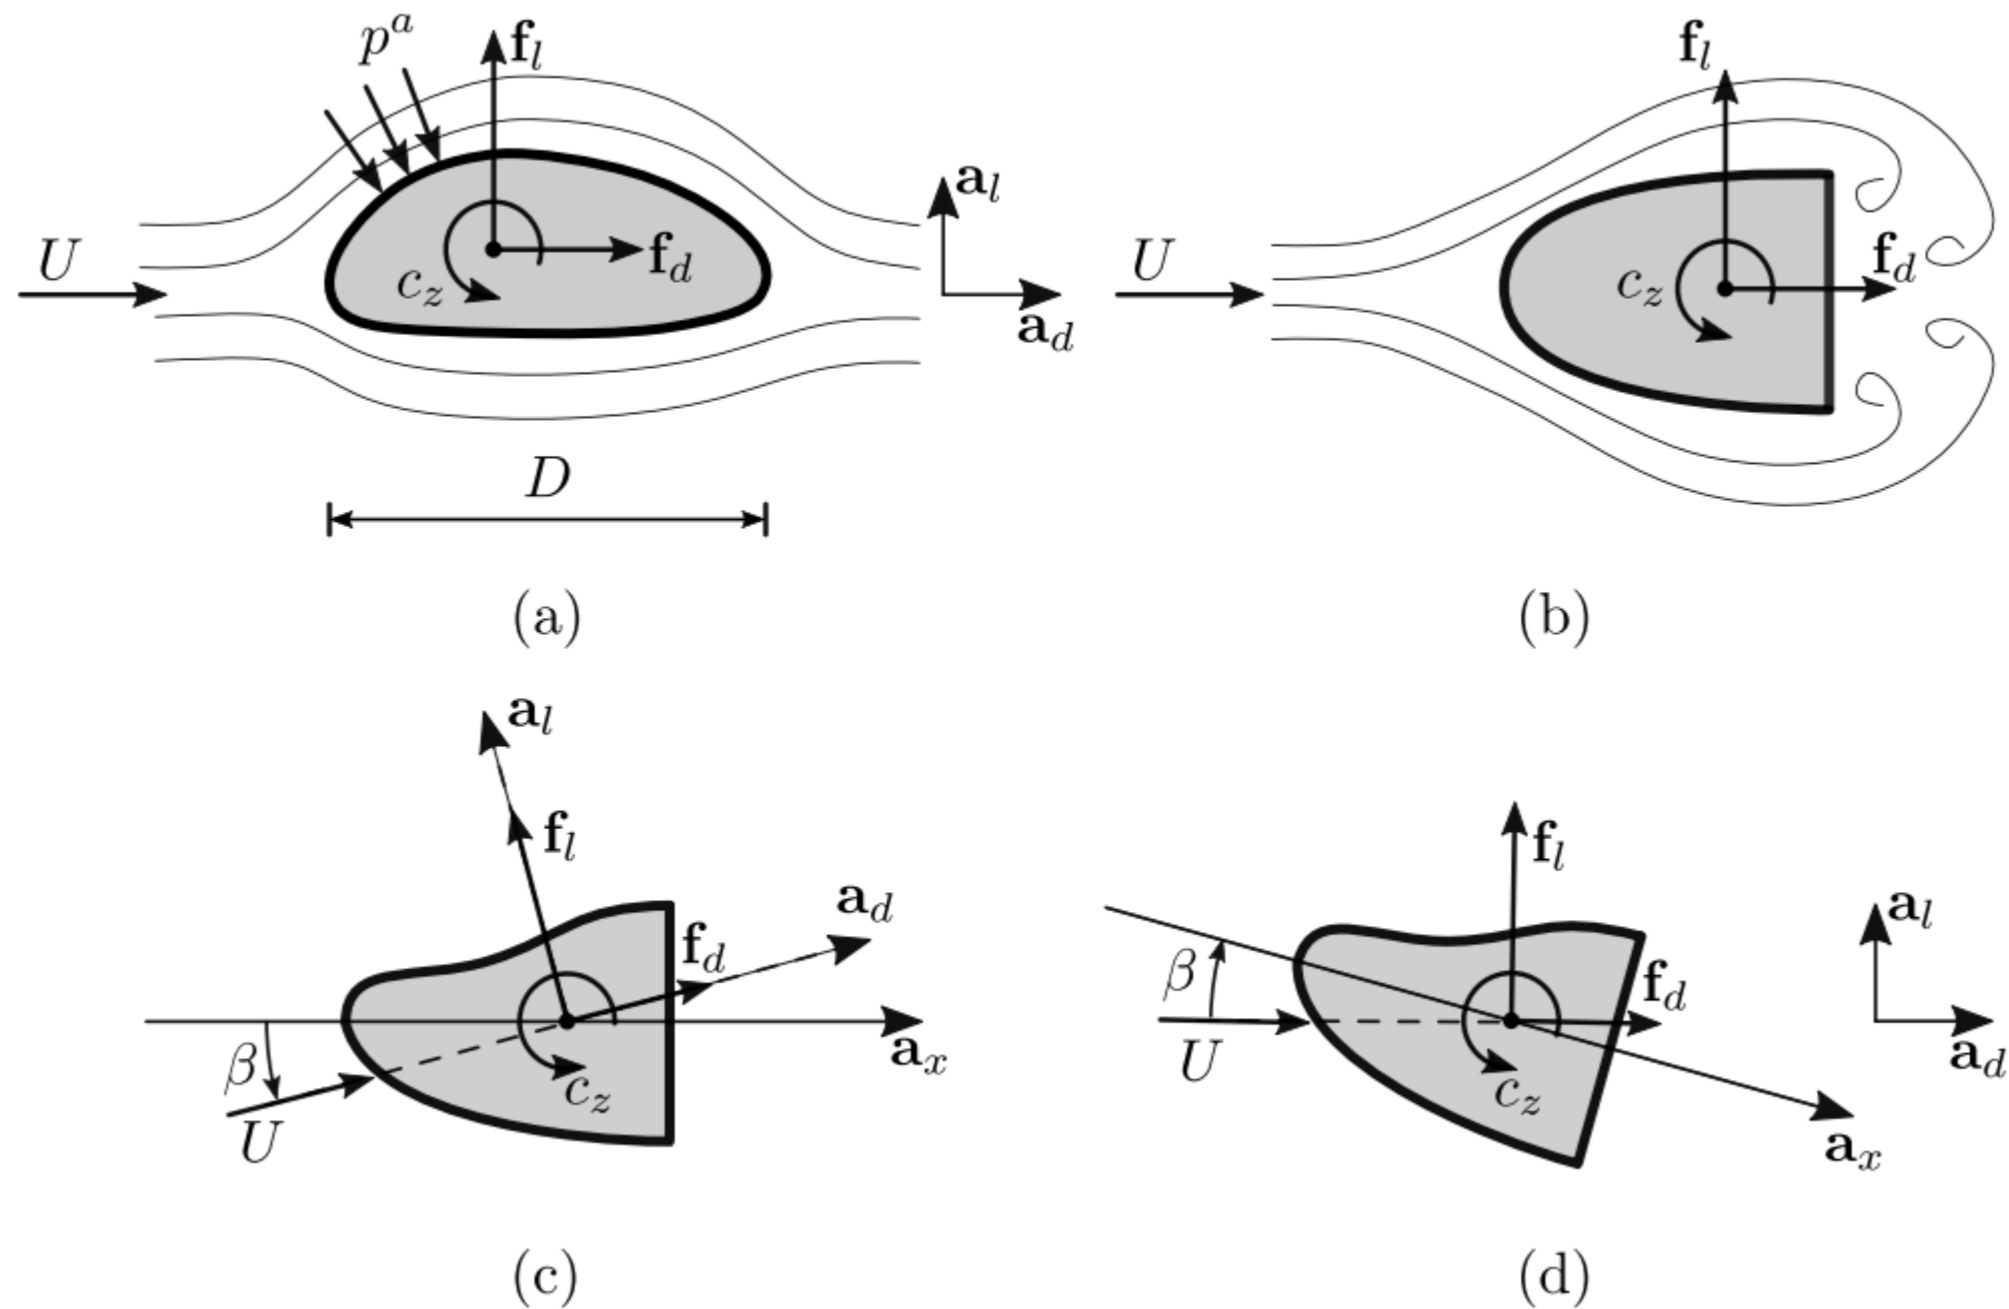 p^a
f_l
U
c_z
f_d
a_l
a_d
D
(a)
f_l
U
c_z
f_d
(b)
a_l
f_l
a_d
f_d
a_x
β
U
c_z
(c)
f_l
a_l
β
f_d
U
c_z
a_d
a_x
(d)